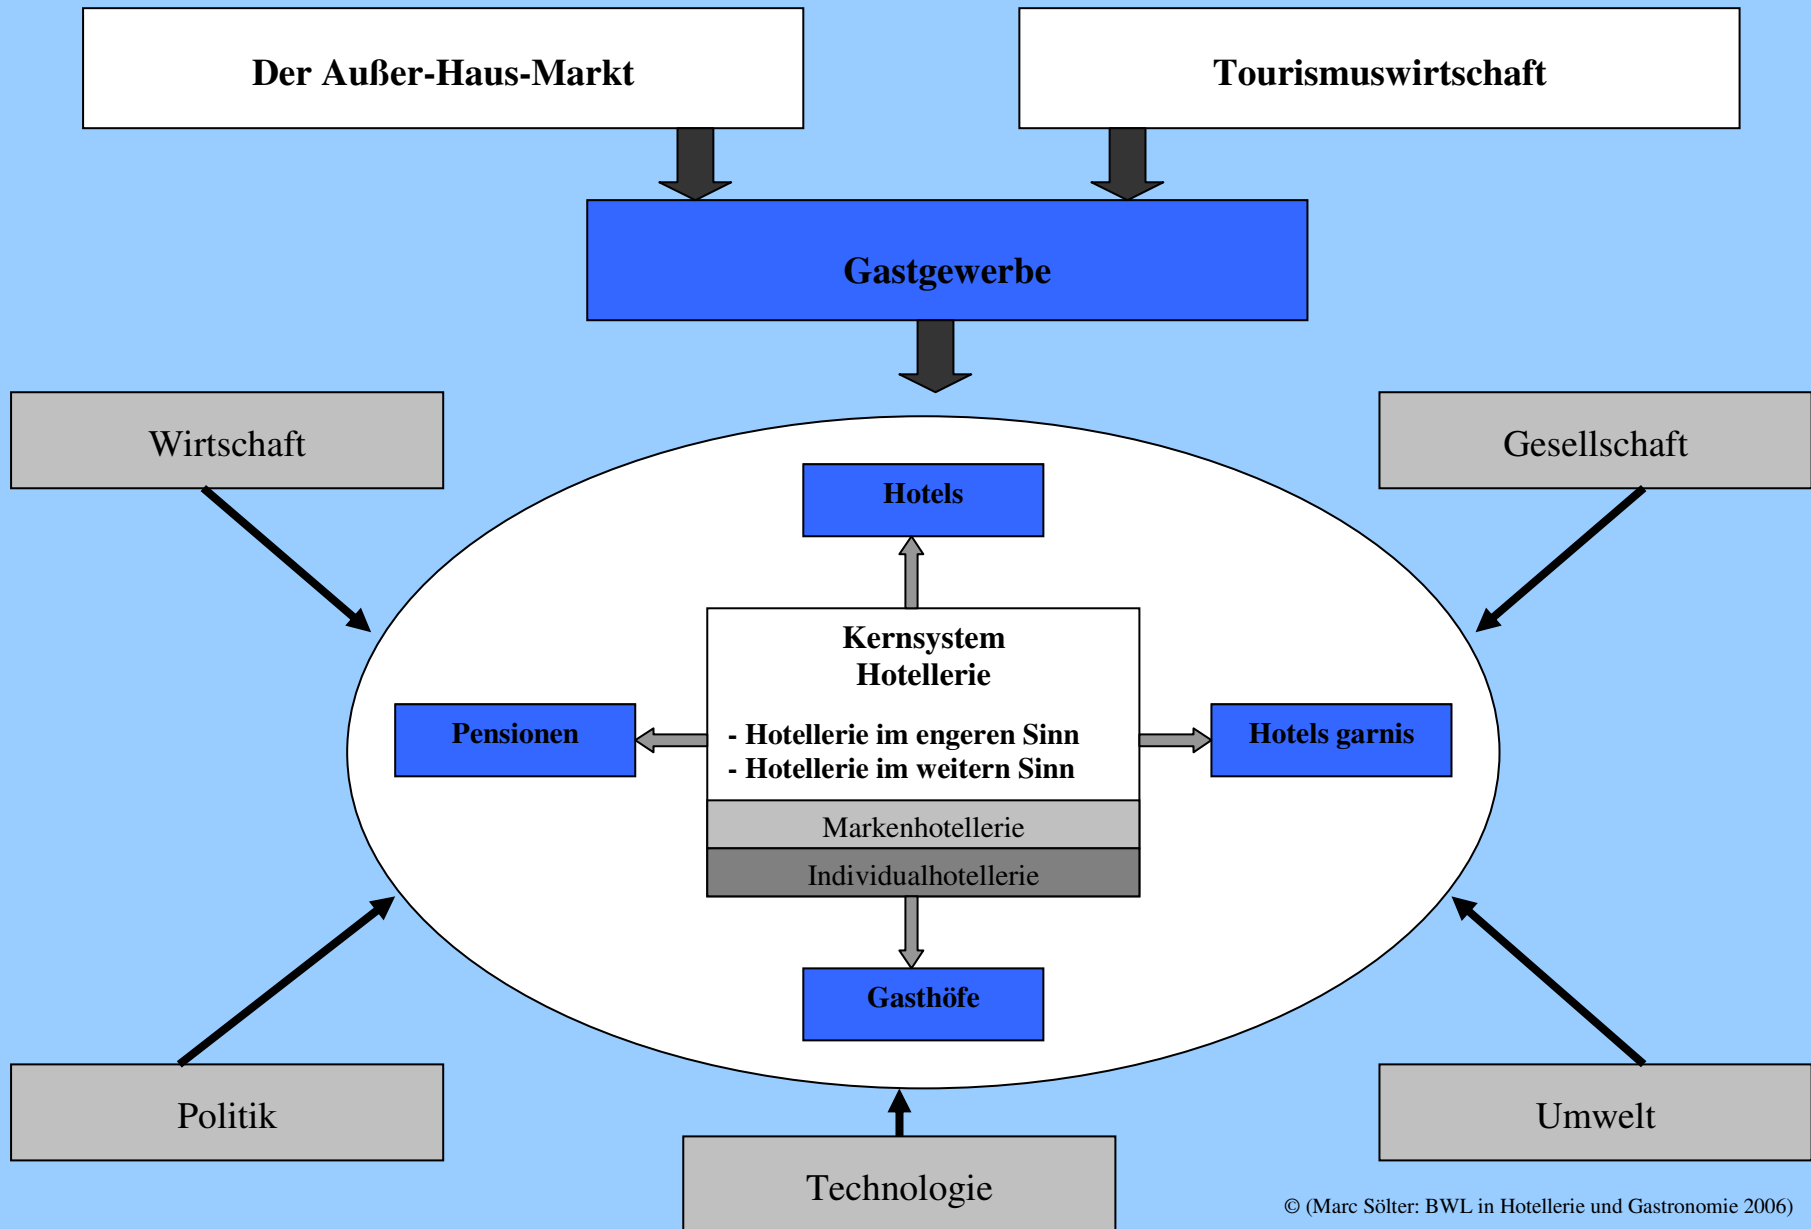 Der Außer-Haus-Markt
Tourismuswirtschaft
Gastgewerbe
Wirtschaft
Gesellschaft
Hotels
Kernsystem
Hotellerie
- Hotellerie im engeren Sinn
- Hotellerie im weitern Sinn
Pensionen
Hotels garnis
Markenhotellerie
Individualhotellerie
Gasthöfe
Politik
Umwelt
Technologie
© (Marc Sölter: BWL in Hotellerie und Gastronomie 2006)